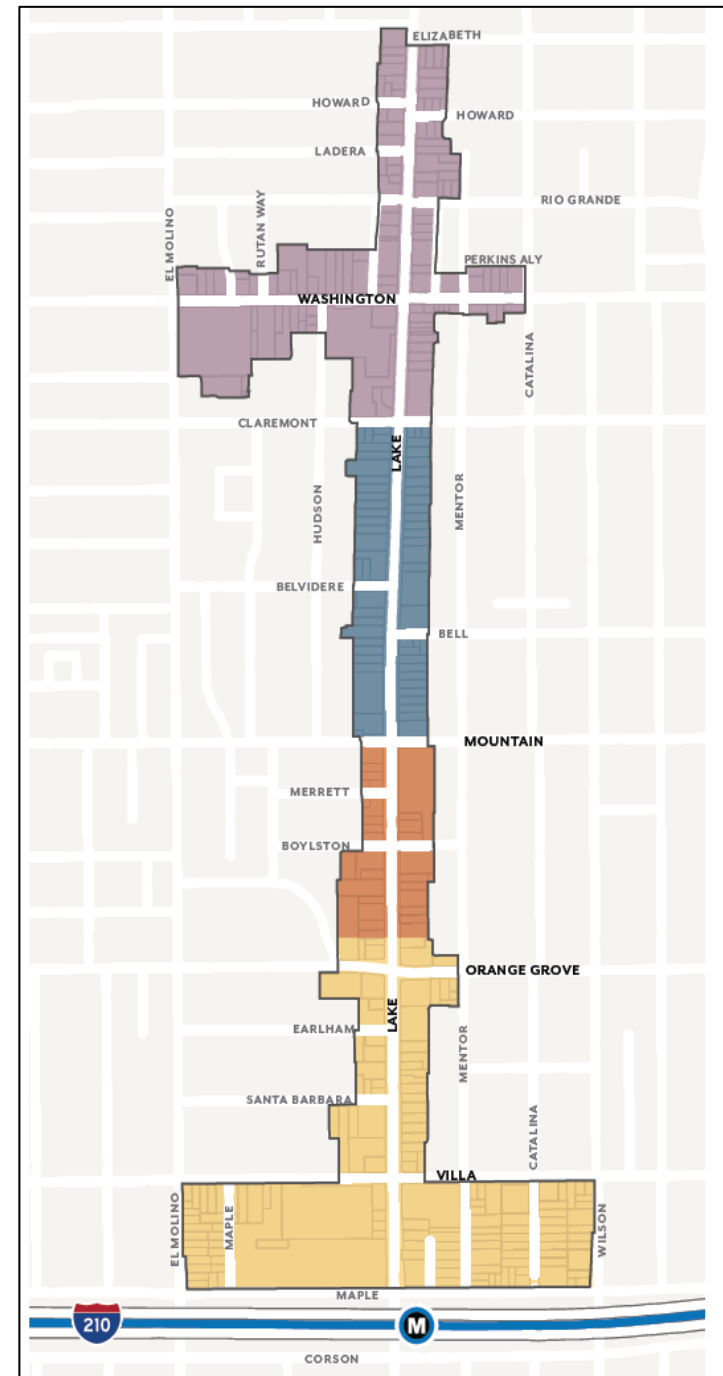 ELIZABETH
HOWARD
HOWARD
LADERA
RIO GRANDE
EL MOLINO
RUTAN WAY
PERKINS ALY
WASHINGTON
CATALINA
CLAREMONT
LAKE
HUDSON
MENTOR
BELVIDERE
BELL
MOUNTAIN
MERRETT
BOYLSTON
ORANGE GROVE
LAKE
EARLHAM
MENTOR
SANTA BARBARA
CATALINA
VILLA
EL MOLINO
MAPLE
WILSON
MAPLE
210
M
CORSON